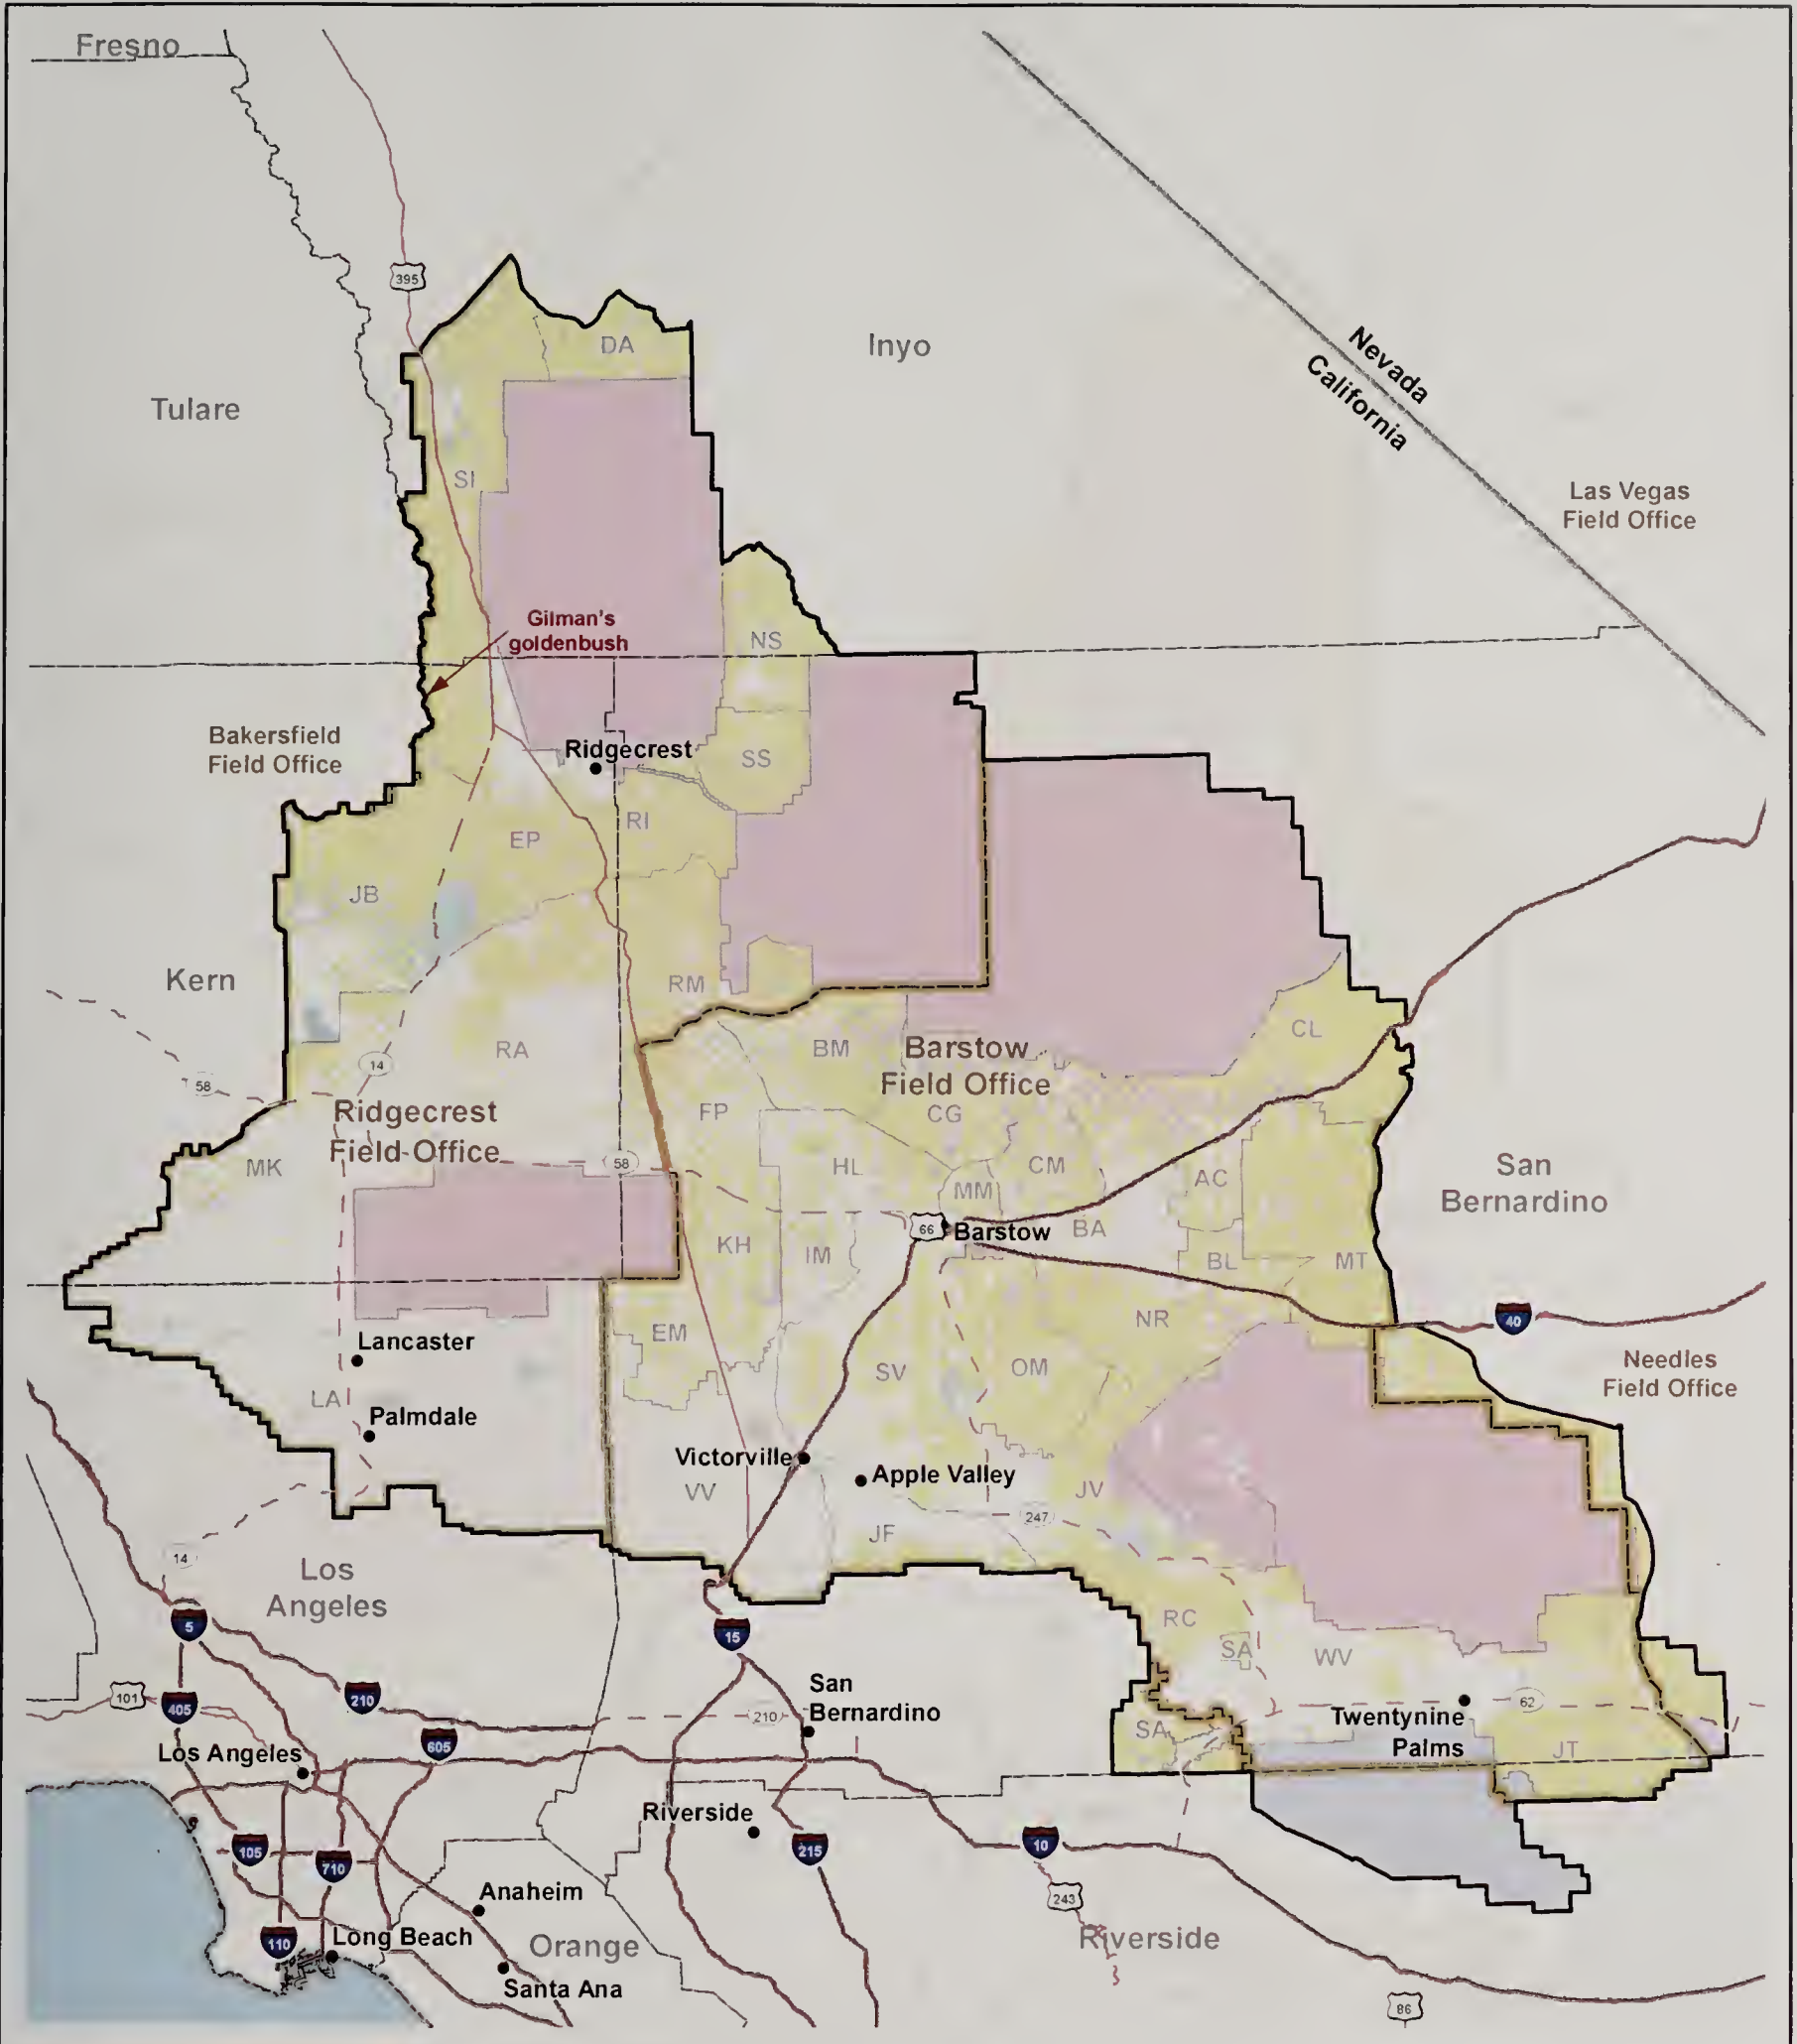 Fresno
395
Inyo
DA
Nevada
California
Tulare
SI
Las Vegas
Field Office
Gilman's
goldenbush
NS
Bakersfield
Field Office
Ridgecrest
SS
EP
RI
JB
Kern
RM
CL
RA
BM
Barstow
Field Office
14
58
Ridgecrest
Field Office
FP
CG
MK
58
HL
CM
MM
AC
San
Bernardino
66
Barstow
BA
KH
IM
BL
MT
Lancaster
EM
NR
40
LA
SV
OM
Needles
Field Office
Palmdale
Victorville
Apple Valley
VV
JV
247
JF
14
Los
Angeles
5
15
RC
SA
WV
101
405
210
San
Bernardino
210
62
Twentynine
Palms
605
SA
JT
Los Angeles
Riverside
105
710
215
10
Anaheim
243
110
Long Beach
Orange
Riverside
Santa Ana
86